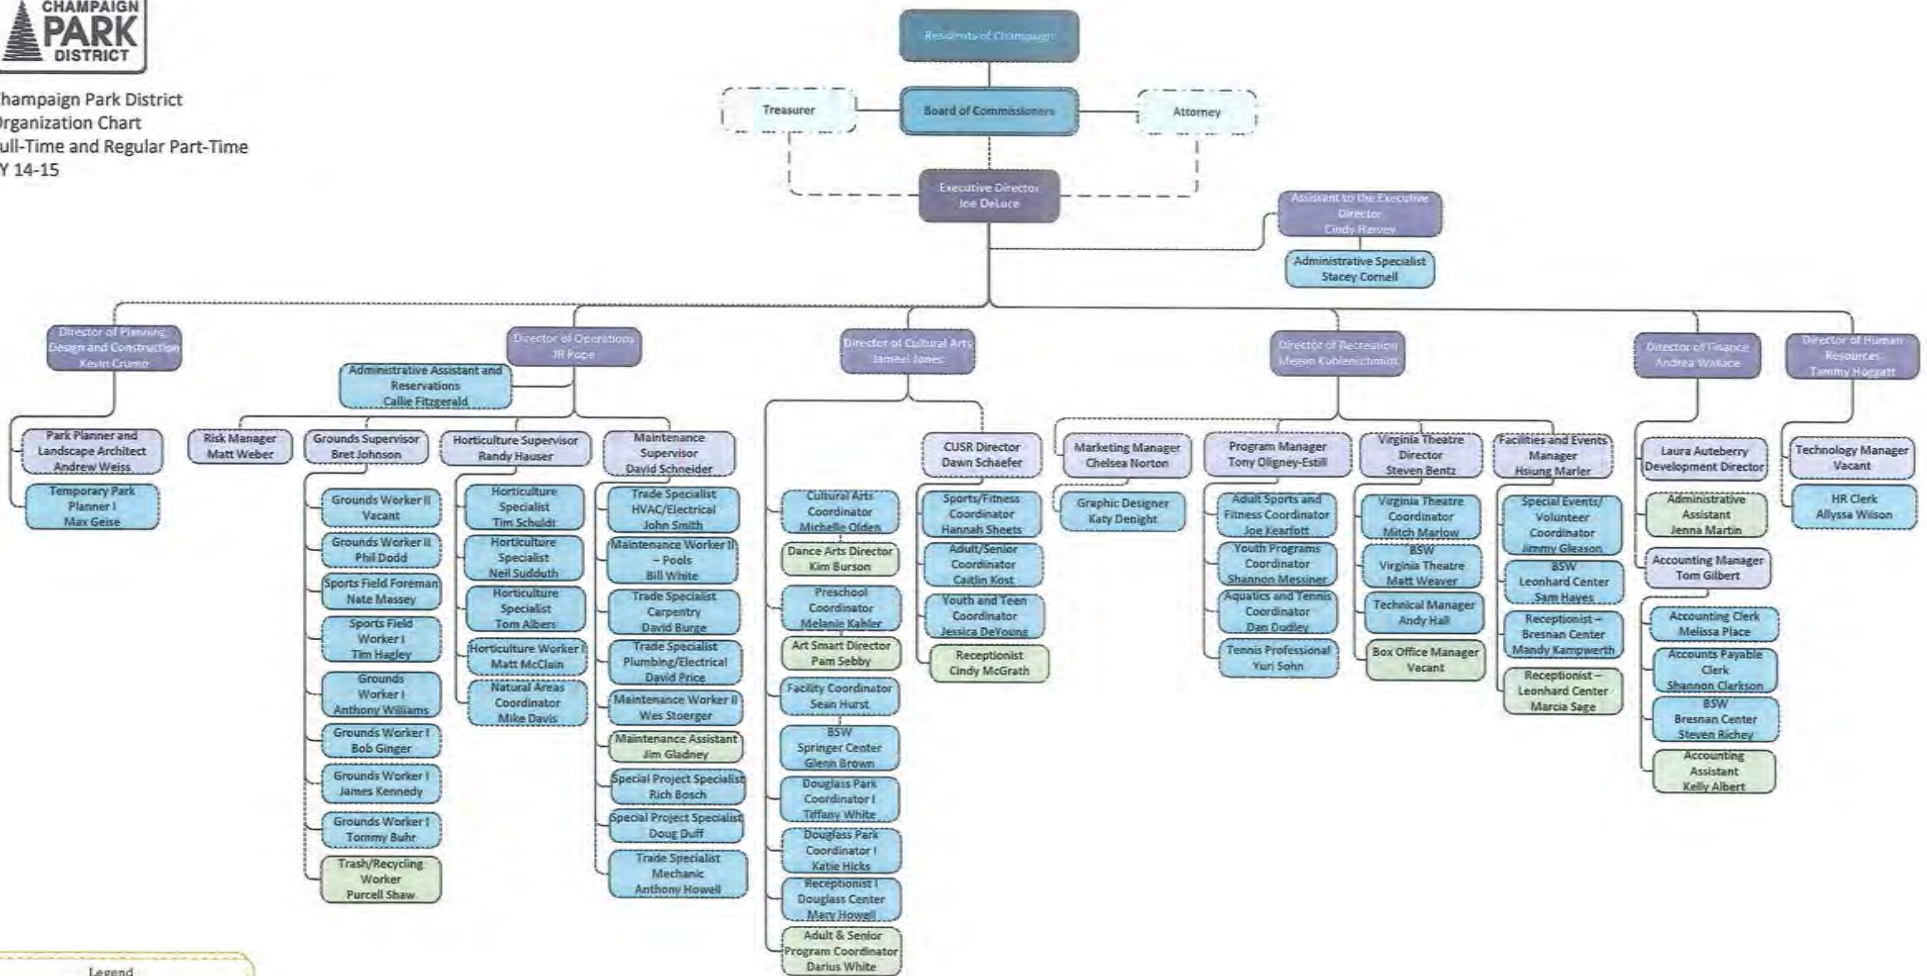 CHAMPAIGN
PARK
DISTRICT
Champaign Park District
Organization Chart
Full-Time and Regular Part-Time
FY 14-15
Residents of Champaign
Treasurer
Board of Commissioners
Attorney
Executive Director
Joe DeLuce
Assistant to the Executive
Director
Cindy Harvey
Administrative Specialist
Stacey Cornell
Director of Planning,
Design and Construction
Kevin Crump
Park Planner and
Landscape Architect
Andrew Weiss
Temporary Park
Planner I
Max Geise
Director of Operations
JR Pope
Administrative Assistant and
Reservations
Callie Fitzgerald
Risk Manager
Matt Weber
Grounds Supervisor
Bret Johnson
Grounds Worker II
Vacant
Grounds Worker II
Phil Dodd
Sports Field Foreman
Nate Massey
Sports Field
Worker I
Tim Hagley
Grounds
Worker I
Anthony Williams
Grounds Worker I
Bob Ginger
Grounds Worker I
James Kennedy
Grounds Worker I
Tommy Buhr
Trash/Recycling
Worker
Purcell Shaw
Horticulture Supervisor
Randy Hauser
Horticulture
Specialist
Tim Schuldt
Horticulture
Specialist
Neil Sudduth
Horticulture
Specialist
Tom Albers
Horticulture Worker I
Matt McClain
Natural Areas
Coordinator
Mike Davis
Maintenance
Supervisor
David Schneider
Trade Specialist
HVAC/Electrical
John Smith
Maintenance Worker II
– Pools
Bill White
Trade Specialist
Carpentry
David Burge
Trade Specialist
Plumbing/Electrical
David Price
Maintenance Worker II
Wes Stoerger
Maintenance Assistant
Jim Gladney
Special Project Specialist
Rich Bosch
Special Project Specialist
Doug Duff
Trade Specialist
Mechanic
Anthony Howell
Director of Cultural Arts
Jameel Jones
Cultural Arts
Coordinator
Michelle Olden
Dance Arts Director
Kim Burson
Preschool
Coordinator
Melanie Kahler
Art Smart Director
Pam Sebby
Facility Coordinator
Sean Hurst
BSW
Springer Center
Glenn Brown
Douglass Park
Coordinator I
Tiffany White
Douglass Park
Coordinator I
Katie Hicks
Receptionist I
Douglass Center
Mary Howell
Adult & Senior
Program Coordinator
Darius White
CUSR Director
Dawn Schaefer
Sports/Fitness
Coordinator
Hannah Sheets
Adult/Senior
Coordinator
Caitlin Kost
Youth and Teen
Coordinator
Jessica DeYoung
Receptionist
Cindy McGrath
Director of Recreation
Megan Kuhlenschmidt
Marketing Manager
Chelsea Norton
Graphic Designer
Katy Denight
Program Manager
Tony Oligney-Estill
Adult Sports and
Fitness Coordinator
Joe Kearfott
Youth Programs
Coordinator
Shannon Messiner
Aquatics and Tennis
Coordinator
Dan Dudley
Tennis Professional
Yuri Sohn
Virginia Theatre
Director
Steven Bentz
Virginia Theatre
Coordinator
Mitch Marlow
BSW
Virginia Theatre
Matt Weaver
Technical Manager
Andy Hall
Box Office Manager
Vacant
Facilities and Events
Manager
Hsiung Marler
Special Events/
Volunteer
Coordinator
Jimmy Gleason
BSW
Leonhard Center
Sam Hayes
Receptionist –
Bresnan Center
Mandy Kampwerth
Receptionist –
Leonhard Center
Marcia Sage
Director of Finance
Andrea Wallace
Laura Auteberry
Development Director
Administrative
Assistant
Jenna Martin
Accounting Manager
Tom Gilbert
Accounting Clerk
Melissa Place
Accounts Payable
Clerk
Shannon Clerkson
BSW
Bresnan Center
Steven Richey
Accounting
Assistant
Kelly Albert
Director of Human
Resources
Tammy Hoggatt
Technology Manager
Vacant
HR Clerk
Allyssa Wilson
Legend